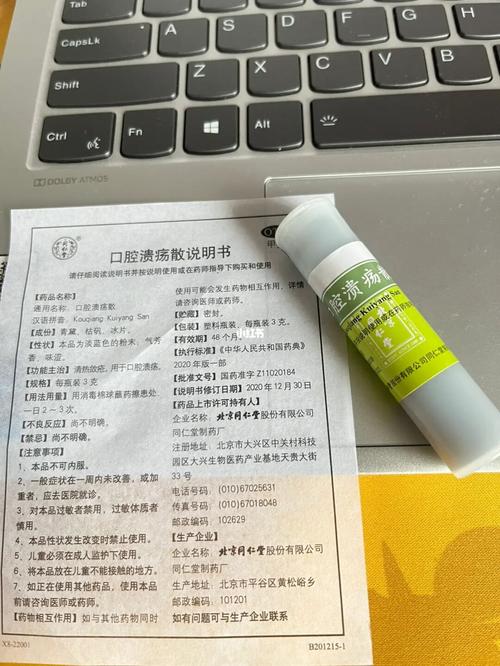 Tab
CapsLk
A
S
D
F
G
H
Shift
Z
X
C
V
B
Ctrl
Fn
Alt
DOLBY ATMOS
小红书
同仁堂
口腔溃疡散说明书
请仔细阅读说明书并按说明使用或在药师指导下购买和使用
【药品名称】
通用名称:口腔溃疡散
汉语拼音:Kouqiang Kuiyang San
【成份】青黛、枯矾、冰片。
【性状】本品为淡蓝色的粉末,气芳
香,味涩。
【功能主治】清热敛疮。用于口腔溃疡。
【规格】每瓶装3克
【用法用量】用消毒棉球蘸药擦患处,
一日2~3次。
【不良反应】尚不明确。
【禁忌】尚不明确。
【注意事项】
1、本品不可内服。
2、一般症状在一周内未改善,或加
重者,应去医院就诊。
3、对本品过敏者禁用,过敏体质者
慎用。
4、本品性状发生改变时禁止使用。
5、儿童必须在成人监护下使用。
6、将本品放在儿童不能接触的地方。
7、如正在使用其他药品,使用本品
前请咨询医师或药师。
【药物相互作用】如与其他药物同时
使用可能会发生药物相互作用,详情
请咨询医师或药师。
【贮藏】密封。
【包装】塑料瓶装,每瓶装3克。
【有效期】48个月
【执行标准】《中华人民共和国药典》
2020年版一部
【批准文号】国药准字Z11020184
【说明书修订日期】2020年12月30日
【药品上市许可持有人】
企业名称:北京同仁堂股份有限公司
同仁堂制药厂
注册地址:北京市大兴区中关村科技
园区大兴生物医药产业基地天贵大街
33号
电话号码:(010)67025631
传真号码:(010)67018048
邮政编码:102629
【生产企业】
企业名称:北京同仁堂股份有限公司
同仁堂制药厂
生产地址:北京市平谷区黄松峪乡
邮政编码:101201
如有问题可与生产企业联系
X8-22001
B201215-1
口腔溃疡散
Kuiyang San